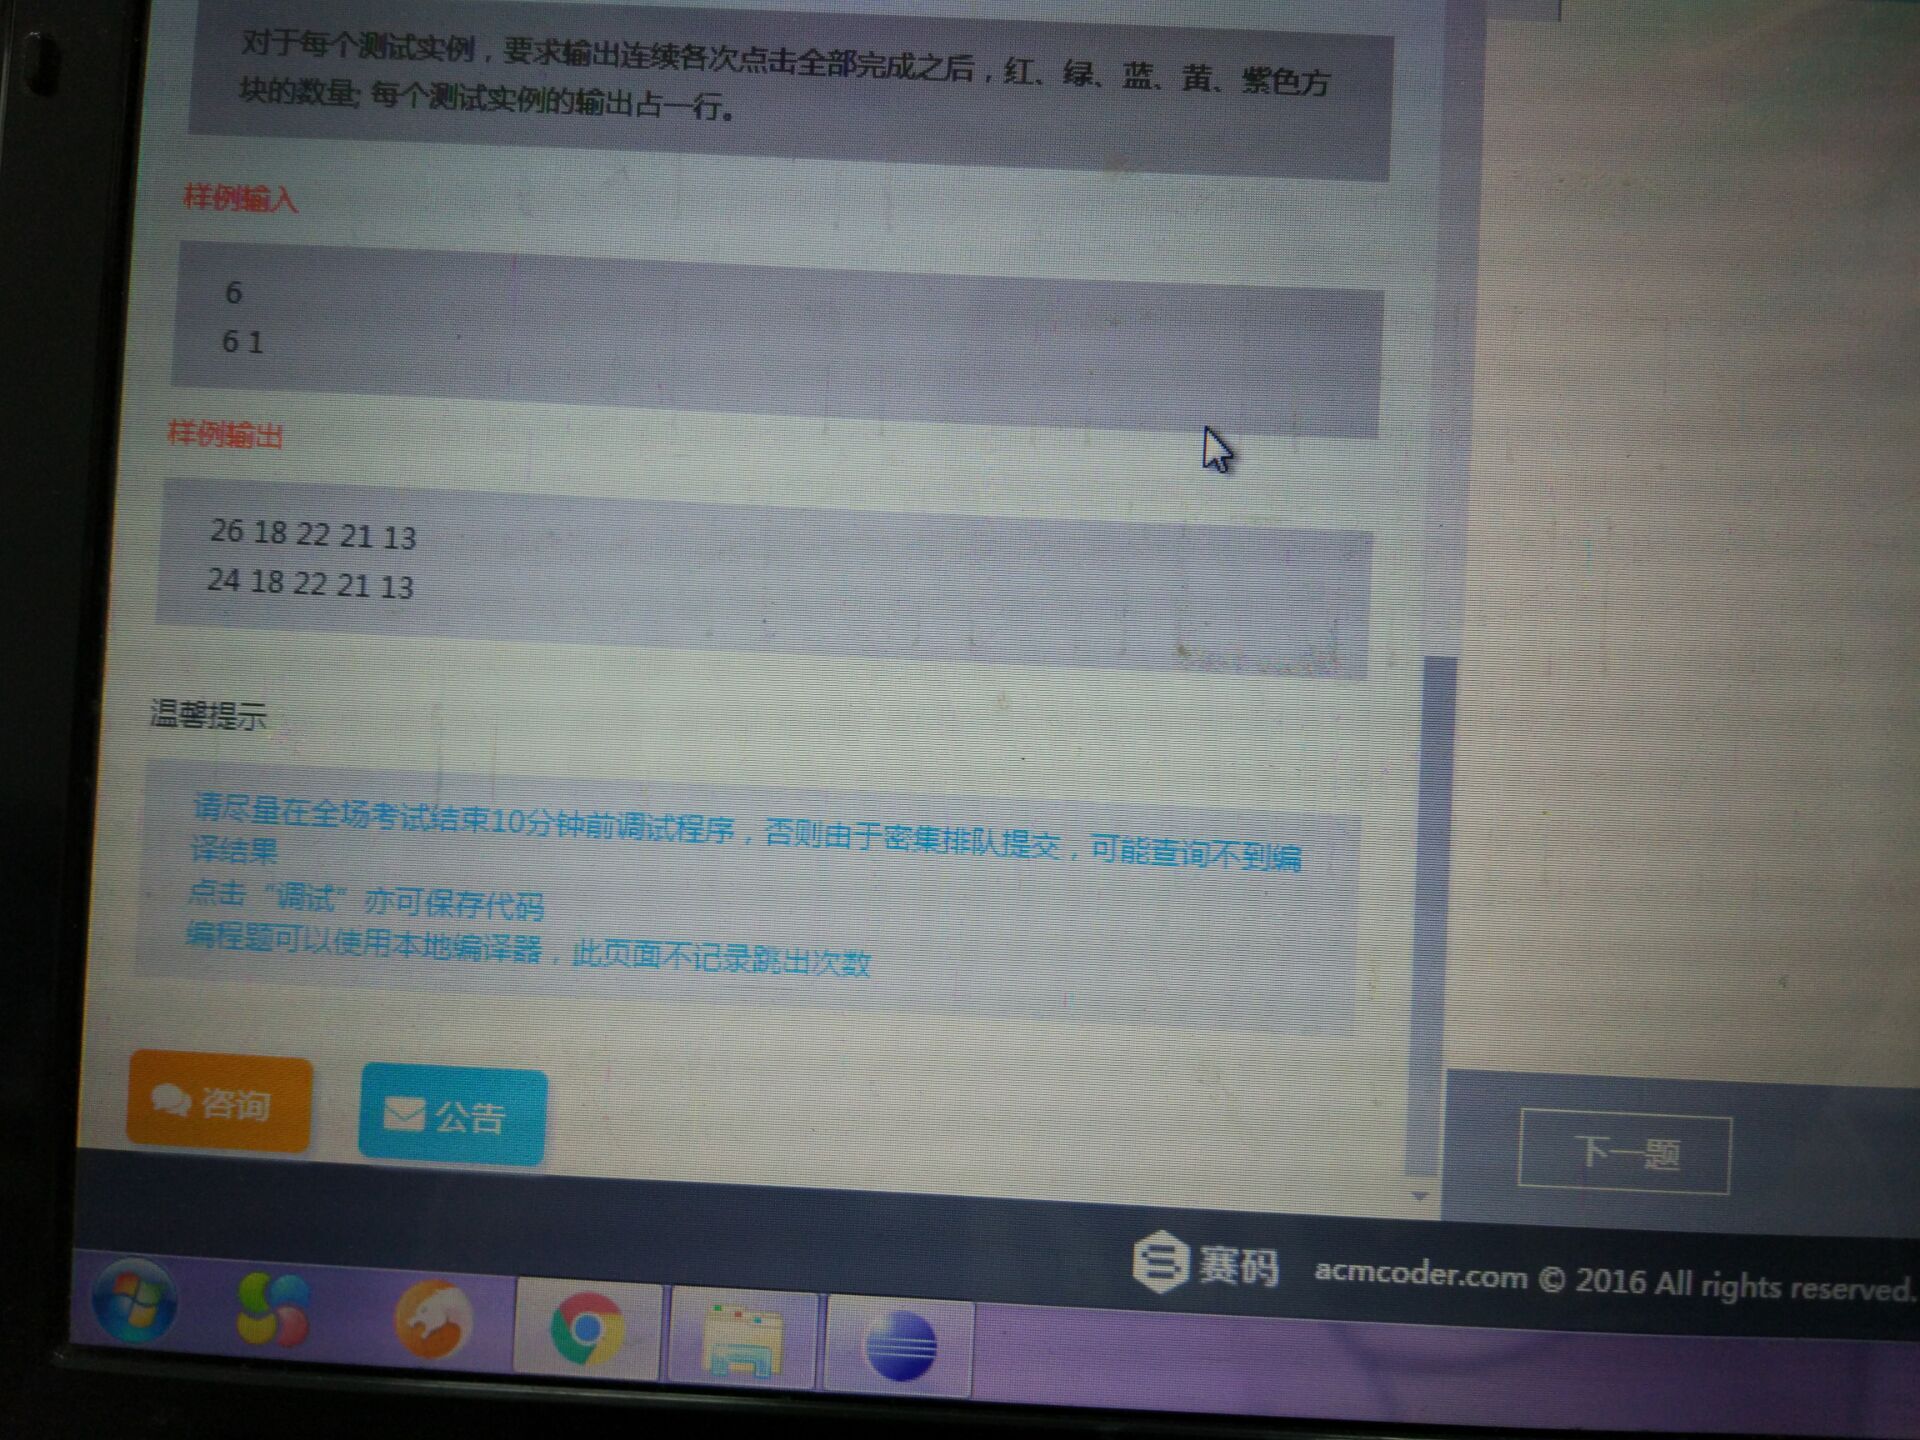 对于每个测试实例，要求输出连续各次点击全部完成之后，红、绿、蓝、黄、紫色方
块的数量; 每个测试实例的输出占一行。
样例输入
6
6 1
样例输出
26 18 22 21 13
24 18 22 21 13
温馨提示
请尽量在全场考试结束10分钟前调试程序，否则由于密集排队提交，可能查询不到编
译结果
点击“调试”亦可保存代码
编程题可以使用本地编译器，此页面不记录跳出次数
咨询
公告
下一题
赛码 acmcoder.com © 2016 All rights reserved.